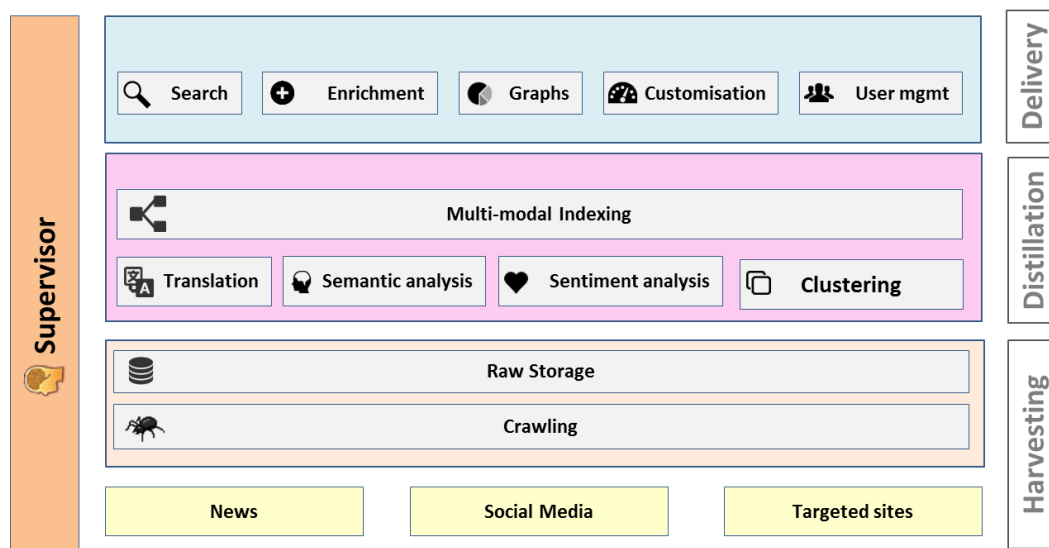 Supervisor
Search
Enrichment
Graphs
Customisation
User mgmt
Delivery
Multi-modal Indexing
Translation
Semantic analysis
Sentiment analysis
Clustering
Distillation
Raw Storage
Crawling
Harvesting
News
Social Media
Targeted sites